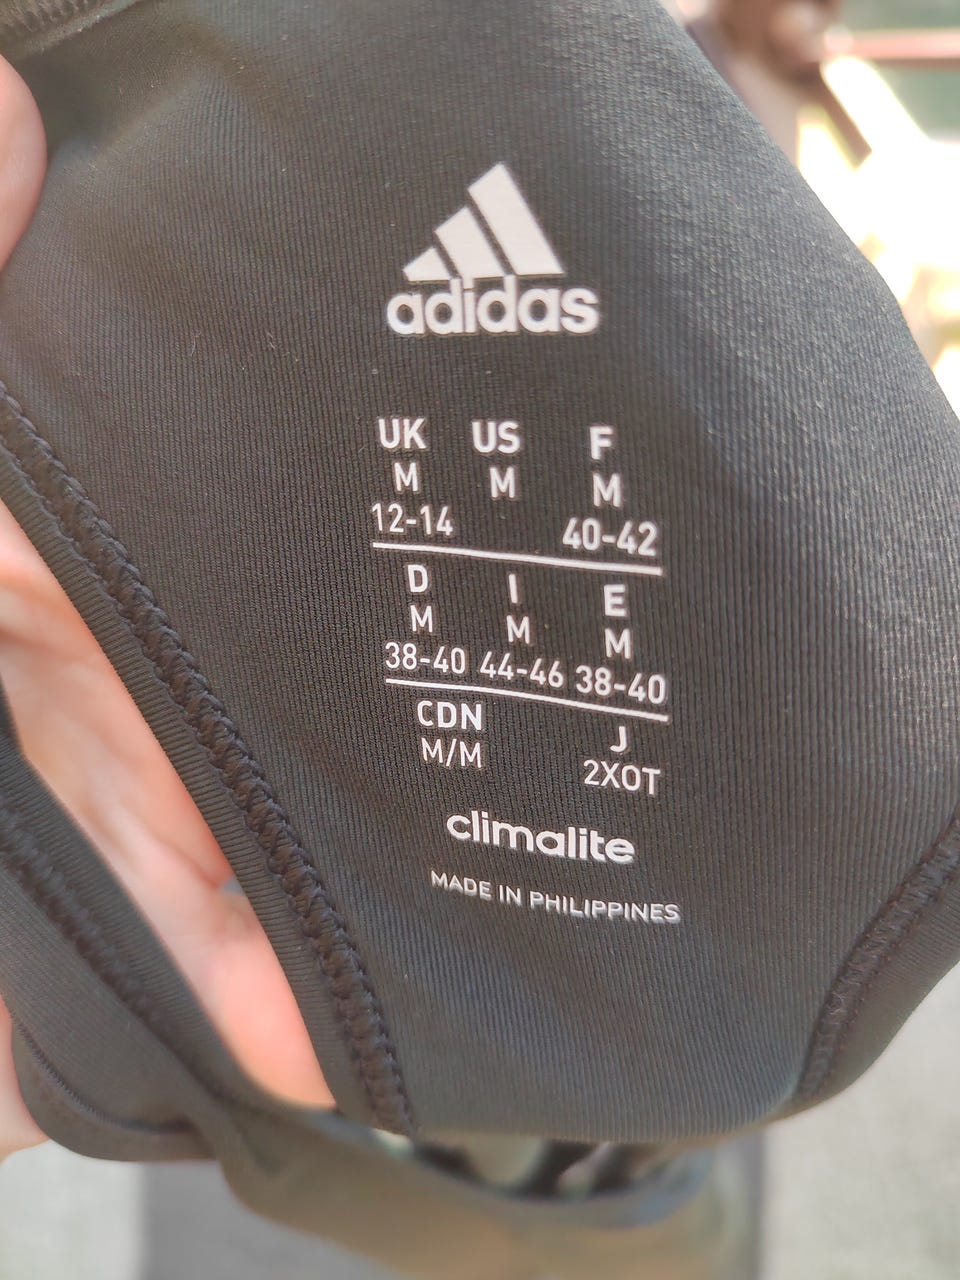 adidas
UK US F
M M M
12-14 40-42
D I E
M M M
38-40 44-46 38-40
CDN J
M/M 2XOT
climalite
MADE IN PHILIPPINES